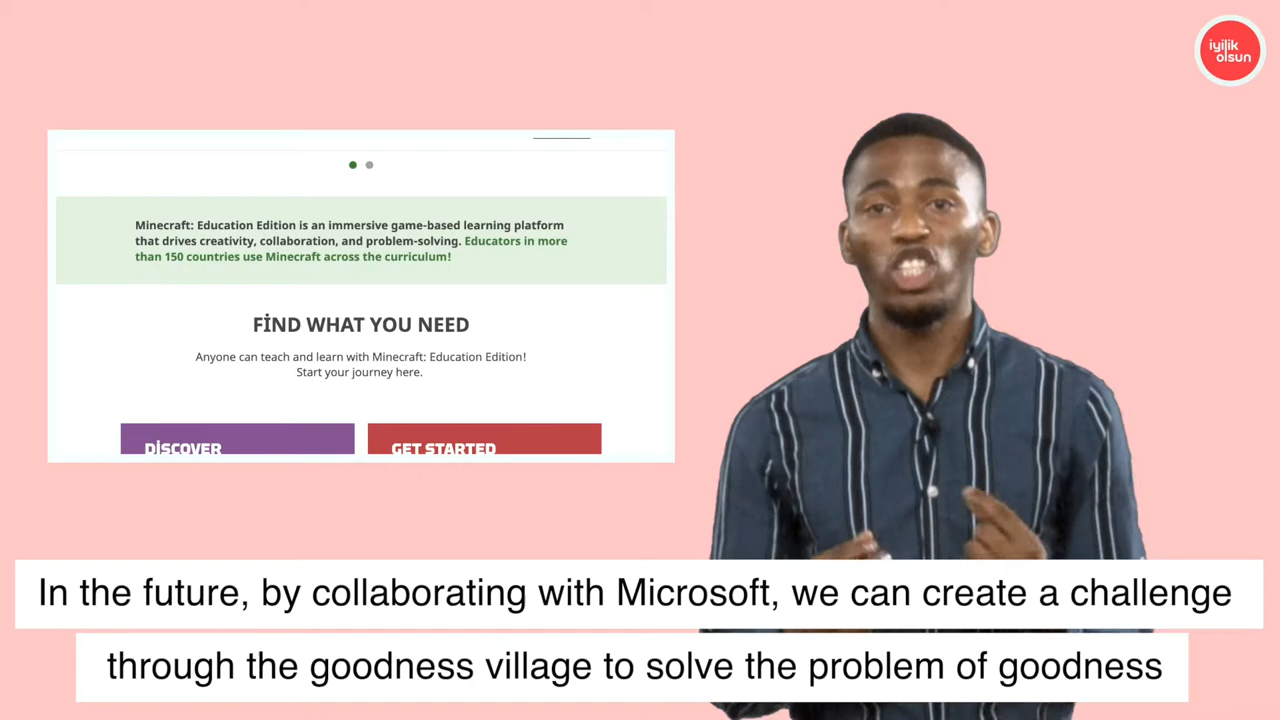 iyilik
olsun
Minecraft: Education Edition is an immersive game-based learning platform
that drives creativity, collaboration, and problem-solving. Educators in more
than 150 countries use Minecraft across the curriculum!
FİND WHAT YOU NEED
Anyone can teach and learn with Minecraft: Education Edition!
Start your journey here.
DİSCOVER
GET STARTED
In the future, by collaborating with Microsoft, we can create a challenge
through the goodness village to solve the problem of goodness